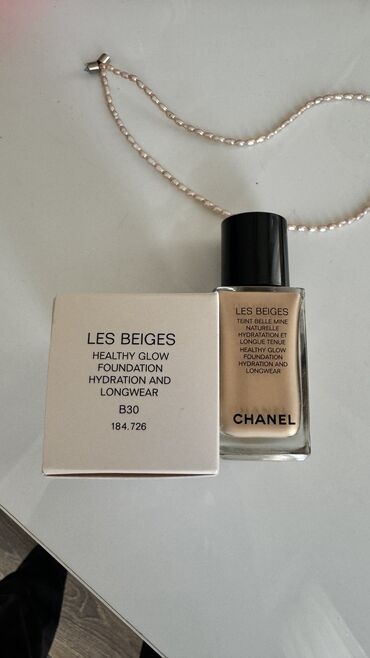 LES BEIGES
HEALTHY GLOW
FOUNDATION
HYDRATION AND
LONGWEAR
B30
184.726
LES BEIGES
TEINT BELLE MINE
NATURELLE
HYDRATATION ET
LONGUE TENUE
HEALTHY GLOW
FOUNDATION
HYDRATION AND
LONGWEAR
CHANEL